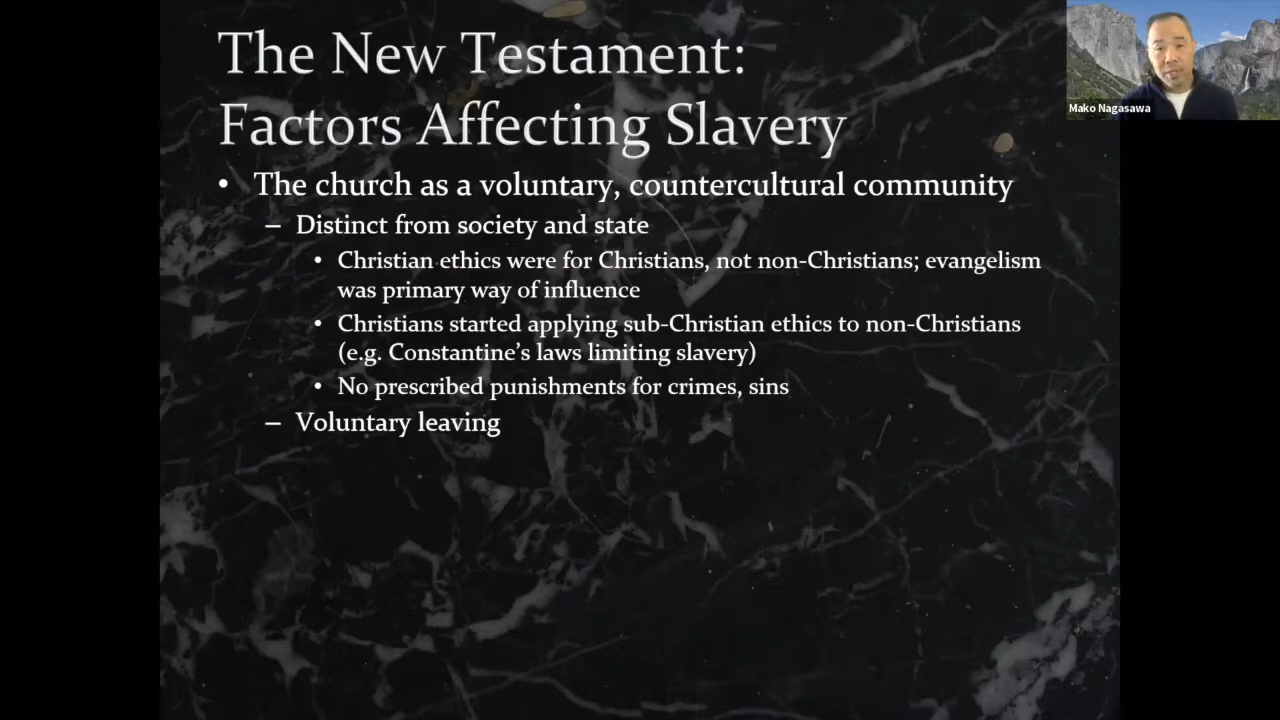 The New Testament:
Factors Affecting Slavery
• The church as a voluntary, countercultural community
– Distinct from society and state
• Christian ethics were for Christians, not non-Christians; evangelism
was primary way of influence
• Christians started applying sub-Christian ethics to non-Christians
(e.g. Constantine's laws limiting slavery)
• No prescribed punishments for crimes, sins
– Voluntary leaving
Mako Nagasawa